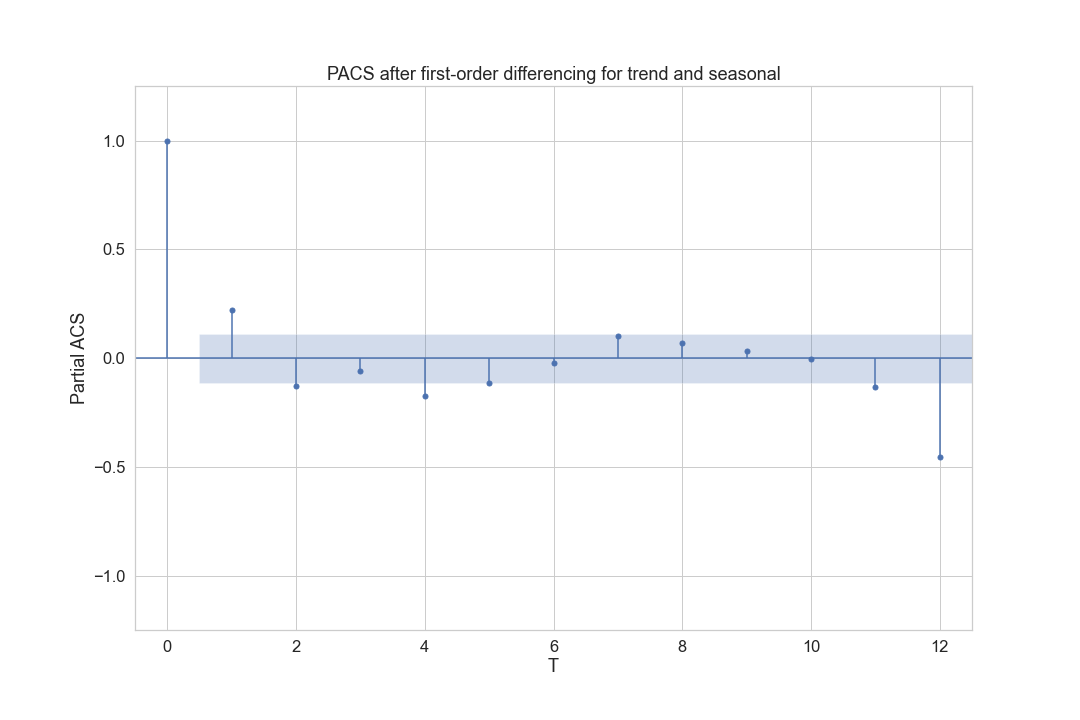 PACS after first-order differencing for trend and seasonal
1.0
0.5
0.0
−0.5
−1.0
Partial ACS
0 2 4 6 8 10 12
T